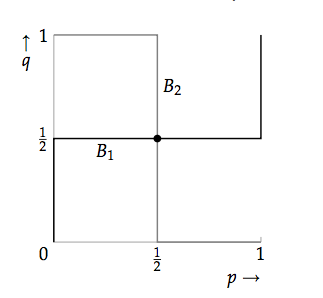 ↑ 1
q
B₂
1/2
B₁
0 1/2 1
p →